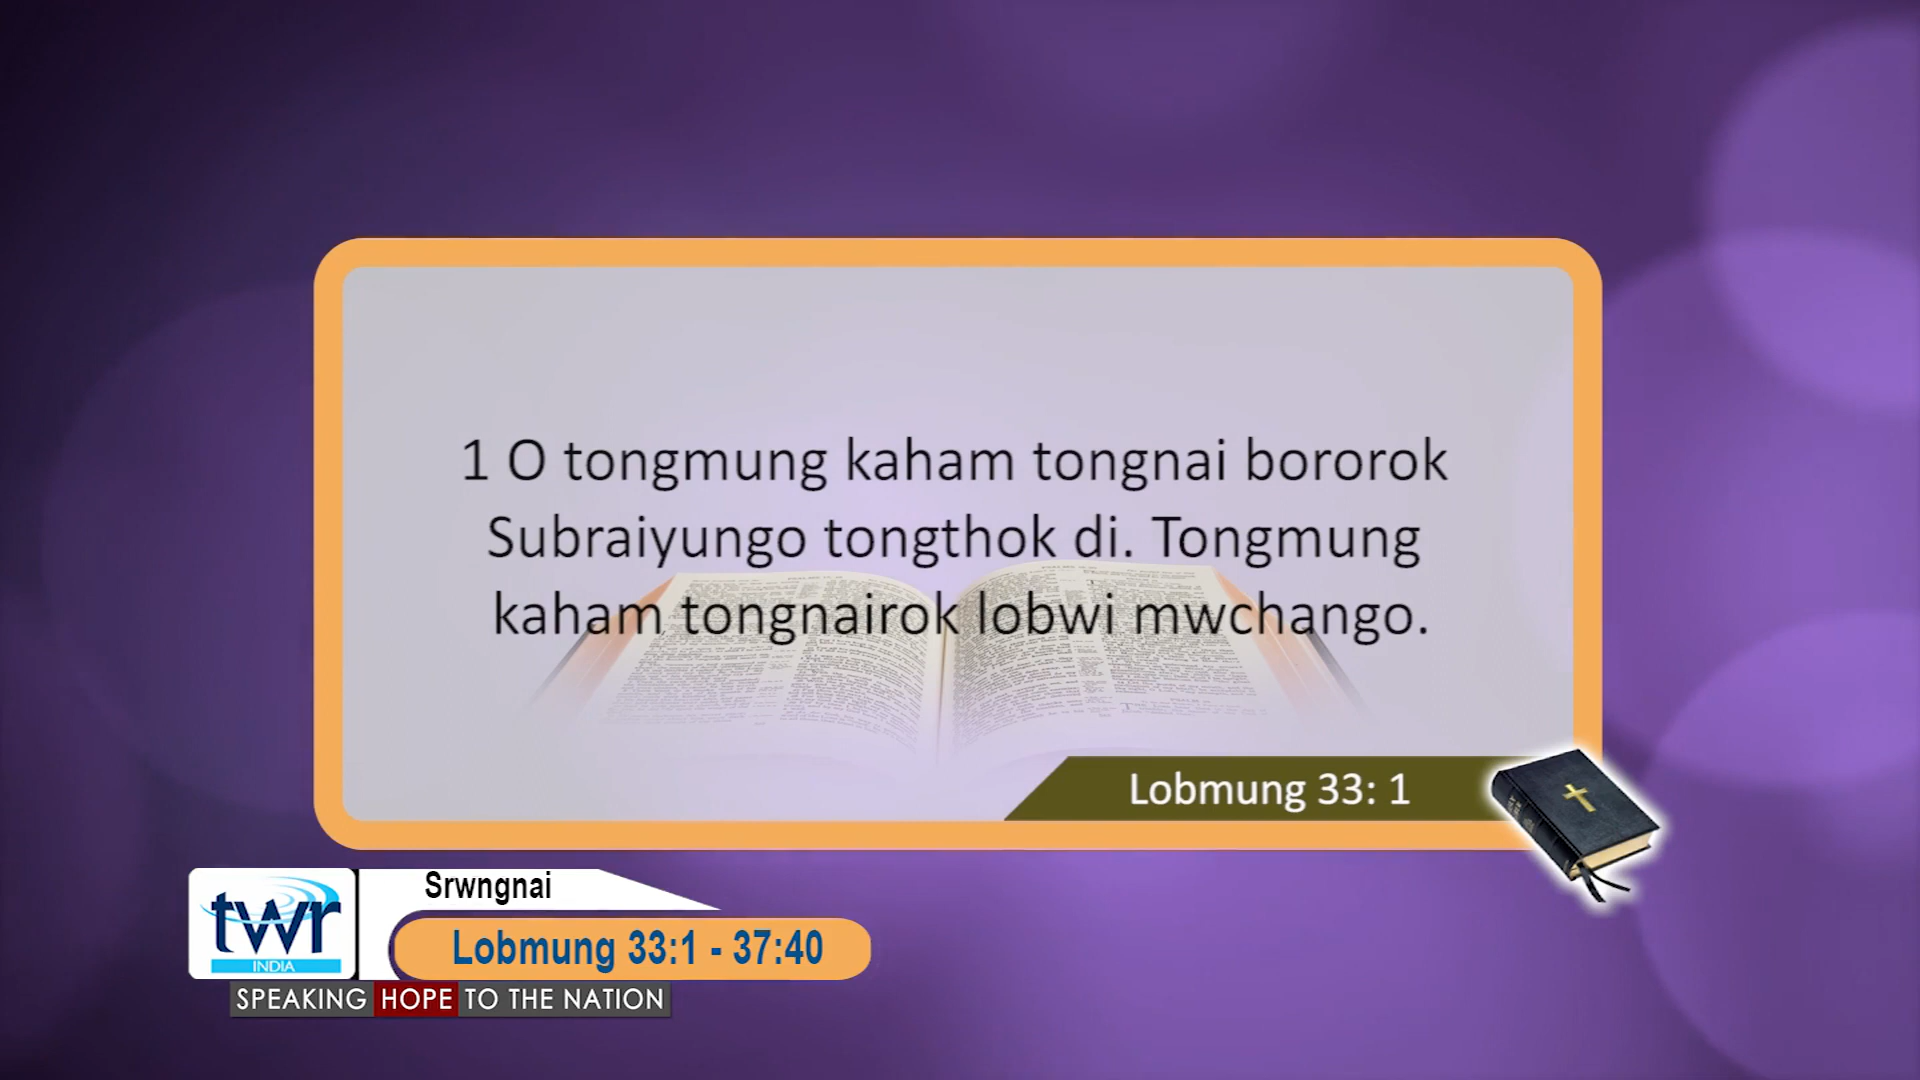 1 O tongmung kaham tongnai bororok
Subraiyungo tongthok di. Tongmung
kaham tongnairok lobwi mwchango.
Lobmung 33: 1
twr
INDIA
Srwngnai
Lobmung 33:1 - 37:40
SPEAKING HOPE TO THE NATION